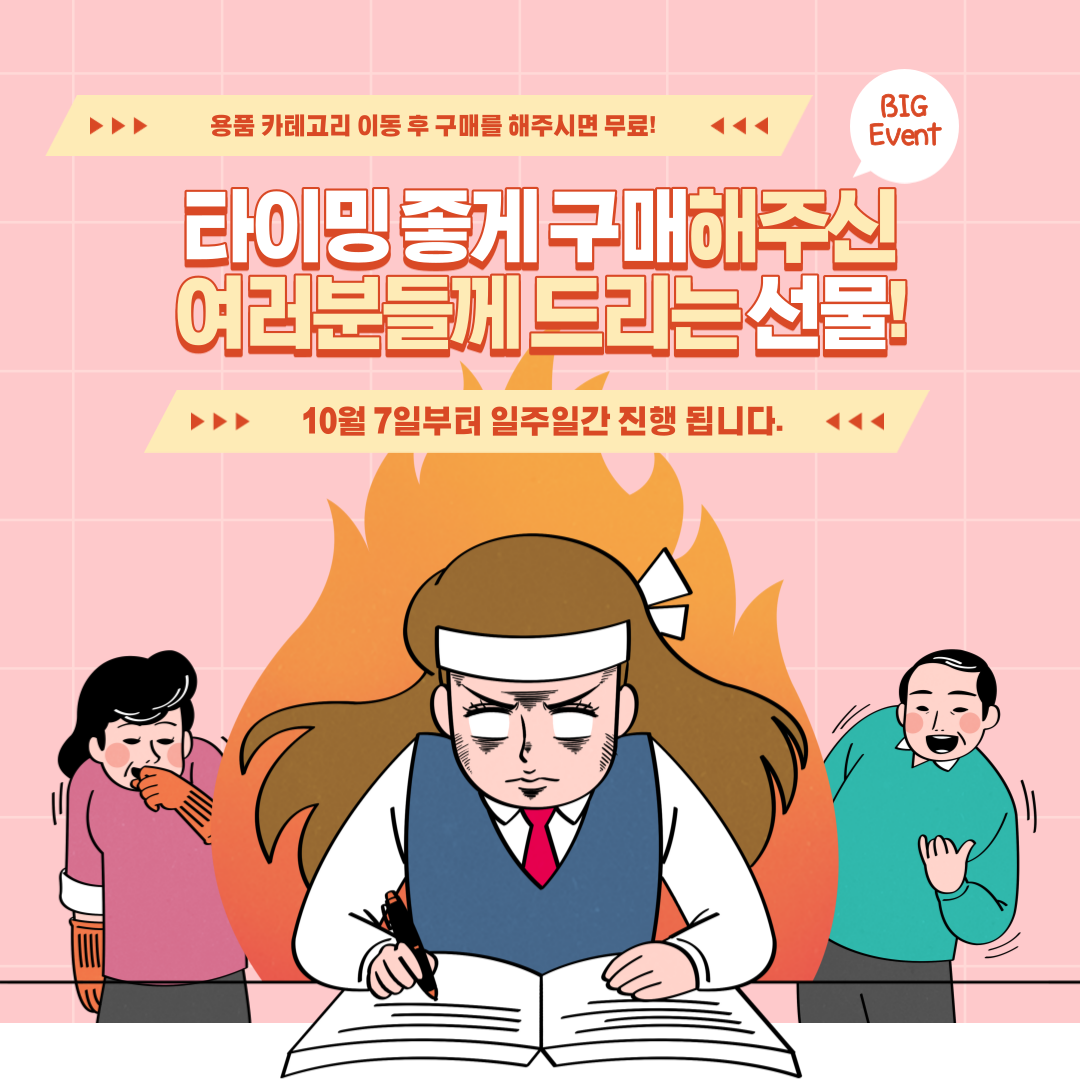 용품 카테고리 이동 후 구매를 해주시면 무료!
BIG
Event
타이밍 좋게 구매해주신
여러분들께 드리는 선물!
10월 7일부터 일주일간 진행 됩니다.